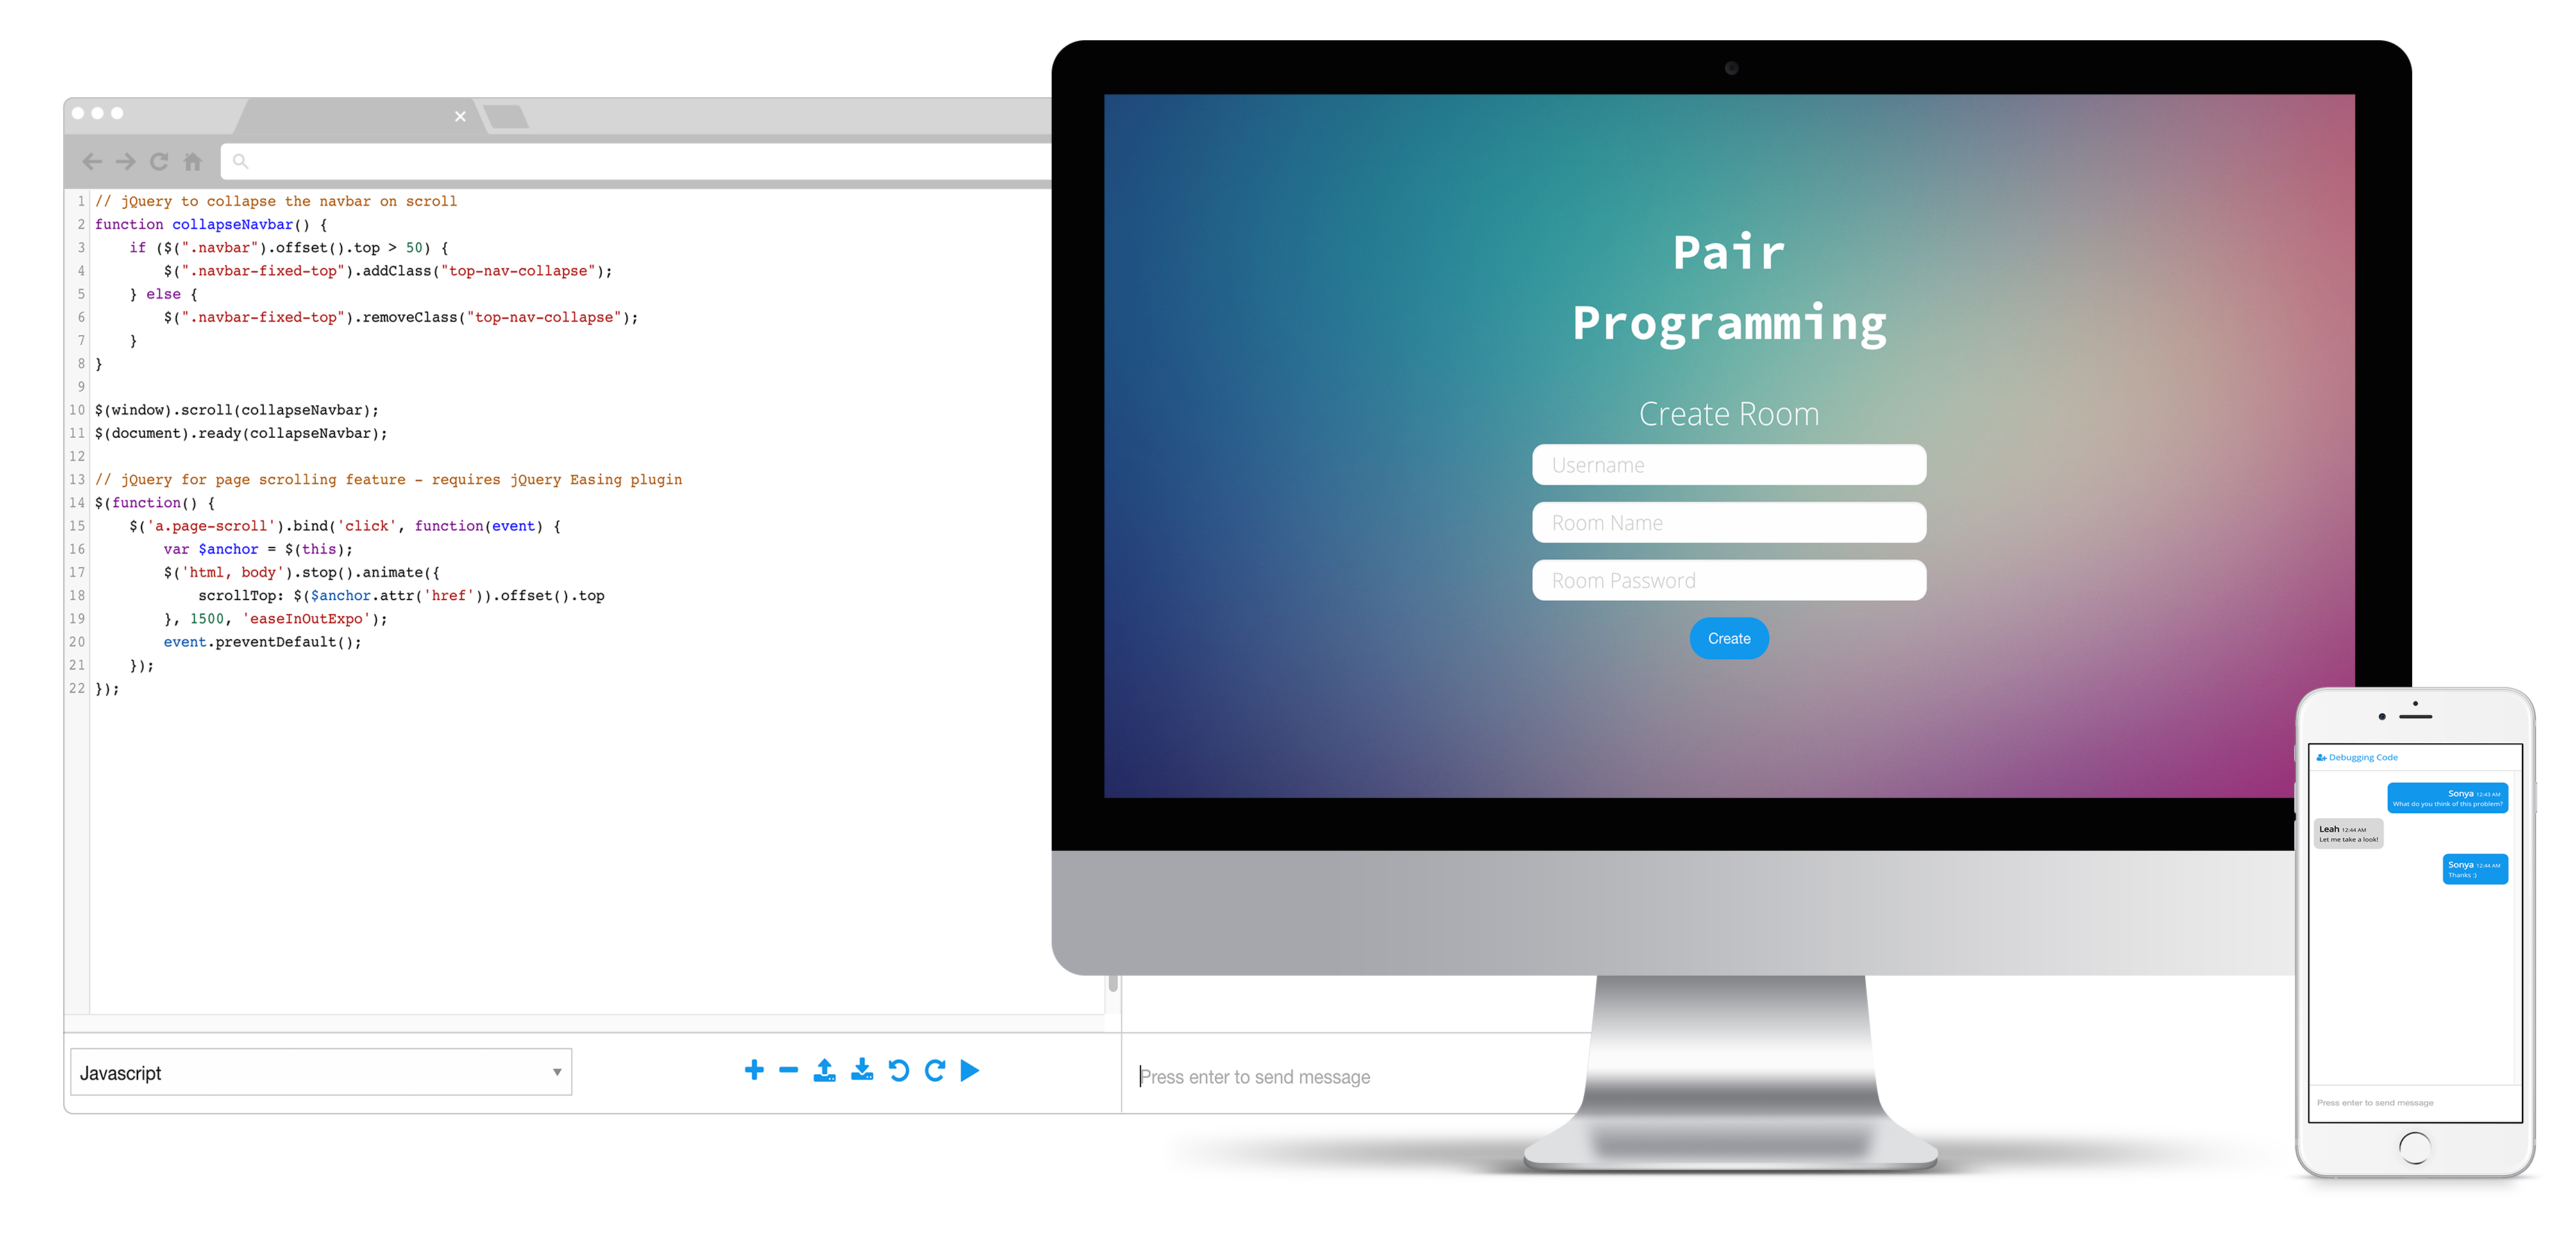 1 // jQuery to collapse the navbar on scroll
2 function collapseNavbar() {
3     if ($(".navbar").offset().top > 50) {
4         $(".navbar-fixed-top").addClass("top-nav-collapse");
5     } else {
6         $(".navbar-fixed-top").removeClass("top-nav-collapse");
7     }
8 }
9
10 $(window).scroll(collapseNavbar);
11 $(document).ready(collapseNavbar);
12
13 // jQuery for page scrolling feature - requires jQuery Easing plugin
14 $(function() {
15     $('a.page-scroll').bind('click', function(event) {
16         var $anchor = $(this);
17         $('html, body').stop().animate({
18             scrollTop: $($anchor.attr('href')).offset().top
19         }, 1500, 'easeInOutExpo');
20         event.preventDefault();
21     });
22 });
Javascript
Press enter to send message
Pair
Programming
Create Room
Username
Room Name
Room Password
Create
Debugging Code
Sonya 12:43 AM
What do you think of this problem?
Leah 12:44 AM
Let me take a look!
Sonya 12:44 AM
Thanks :)
Press enter to send message